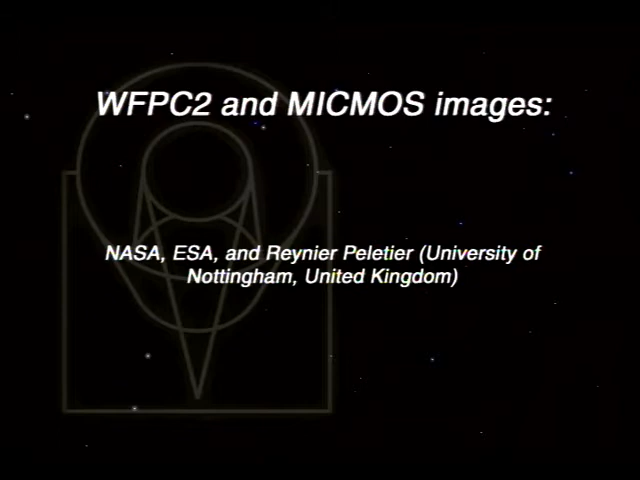 WFPC2 and MICMOS images:
NASA, ESA, and Reynier Peletier (University of
Nottingham, United Kingdom)